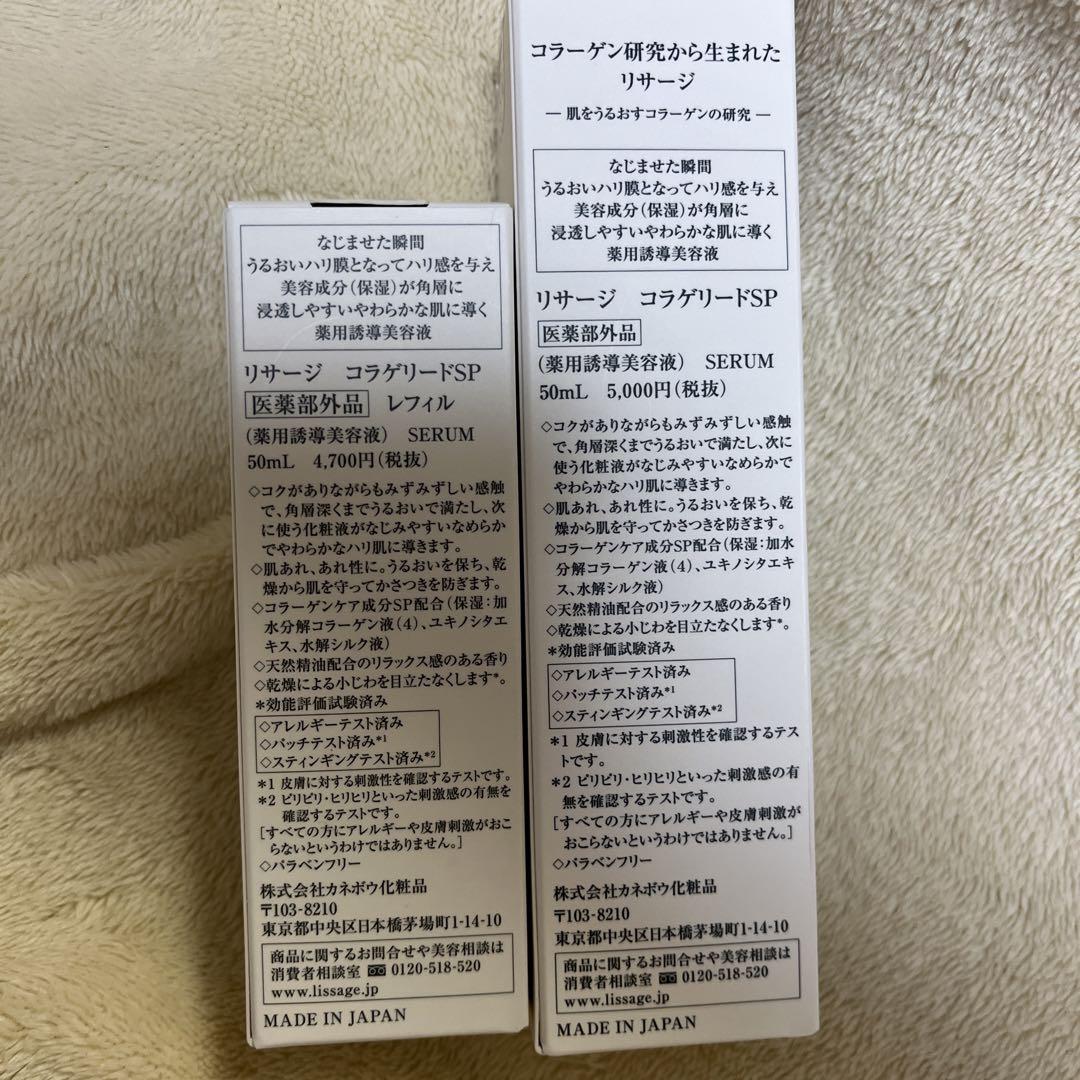 なじませた瞬間
うるおいハリ膜となってハリ感を与え
美容成分(保湿)が角層に
浸透しやすいやわらかな肌に導く
薬用誘導美容液
リサージ コラゲリードSP
医薬部外品 レフィル
(薬用誘導美容液) SERUM
50mL 4,700円(税抜)
◇コクがありながらもみずみずしい感触
で、角層深くまでうるおいで満たし、次
に使う化粧液がなじみやすいなめらか
でやわらかなハリ肌に導きます。
◇肌あれ、あれ性に。うるおいを保ち、乾
燥から肌を守ってかさつきを防ぎます。
◇コラーゲンケア成分SP配合(保湿:加
水分解コラーゲン液(4)、ユキノシタエ
キス、水解シルク液)
◇天然精油配合のリラックス感のある香り
◇乾燥による小じわを目立たなくします*。
*効能評価試験済み
◇アレルギーテスト済み
◇パッチテスト済み*1
◇スティンギングテスト済み*2
*1 皮膚に対する刺激性を確認するテストです。
*2 ピリピリ・ヒリヒリといった刺激感の有無を
確認するテストです。
[すべての方にアレルギーや皮膚刺激がおこ
らないというわけではありません。]
◇パラベンフリー
株式会社カネボウ化粧品
〒103-8210
東京都中央区日本橋茅場町1-14-10
商品に関するお問合せや美容相談は
消費者相談室 0120-518-520
www.lissage.jp
MADE IN JAPAN
コラーゲン研究から生まれた
リサージ
― 肌をうるおすコラーゲンの研究 ―
なじませた瞬間
うるおいハリ膜となってハリ感を与え
美容成分(保湿)が角層に
浸透しやすいやわらかな肌に導く
薬用誘導美容液
リサージ コラゲリードSP
医薬部外品
(薬用誘導美容液) SERUM
50mL 5,000円(税抜)
◇コクがありながらもみずみずしい感触
で、角層深くまでうるおいで満たし、次に
使う化粧液がなじみやすいなめらかで
やわらかなハリ肌に導きます。
◇肌あれ、あれ性に。うるおいを保ち、乾
燥から肌を守ってかさつきを防ぎます。
◇コラーゲンケア成分SP配合(保湿:加水
分解コラーゲン液(4)、ユキノシタエキ
ス、水解シルク液)
◇天然精油配合のリラックス感のある香り
◇乾燥による小じわを目立たなくします*。
*効能評価試験済み
◇アレルギーテスト済み
◇パッチテスト済み*1
◇スティンギングテスト済み*2
*1 皮膚に対する刺激性を確認するテス
トです。
*2 ピリピリ・ヒリヒリといった刺激感の有
無を確認するテストです。
[すべての方にアレルギーや皮膚刺激が
おこらないというわけではありません。]
◇パラベンフリー
株式会社カネボウ化粧品
〒103-8210
東京都中央区日本橋茅場町1-14-10
商品に関するお問合せや美容相談は
消費者相談室 0120-518-520
www.lissage.jp
MADE IN JAPAN